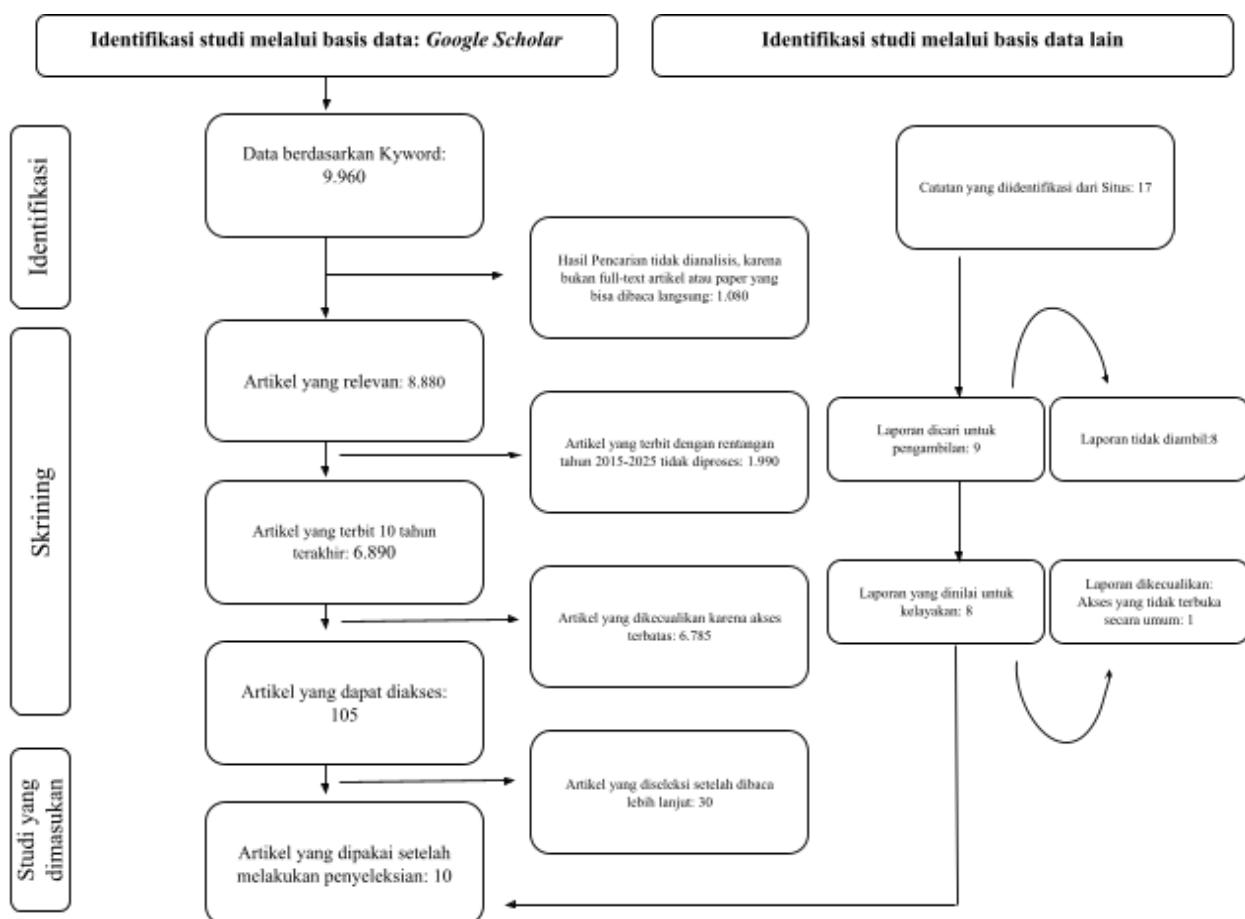 Identifikasi studi melalui basis data: Google Scholar
Identifikasi studi melalui basis data lain
Identifikasi
Data berdasarkan Kyword:
9.960
Catatan yang diidentifikasi dari Situs: 17
Hasil Pencarian tidak dianalisis, karena
bukan full-text artikel atau paper yang
bisa dibaca langsung: 1.080
Skrining
Artikel yang relevan: 8.880
Artikel yang terbit dengan rentangan
tahun 2015-2025 tidak diproses: 1.990
Laporan dicari untuk
pengambilan: 9
Laporan tidak diambil:8
Artikel yang terbit 10 tahun
terakhir: 6.890
Artikel yang dikecualikan karena akses
terbatas: 6.785
Laporan yang dinilai untuk
kelayakan: 8
Laporan dikecualikan:
Akses yang tidak terbuka
secara umum: 1
Artikel yang dapat diakses:
105
Studi yang
dimasukan
Artikel yang diseleksi setelah dibaca
lebih lanjut: 30
Artikel yang dipakai setelah
melakukan penyeleksian: 10